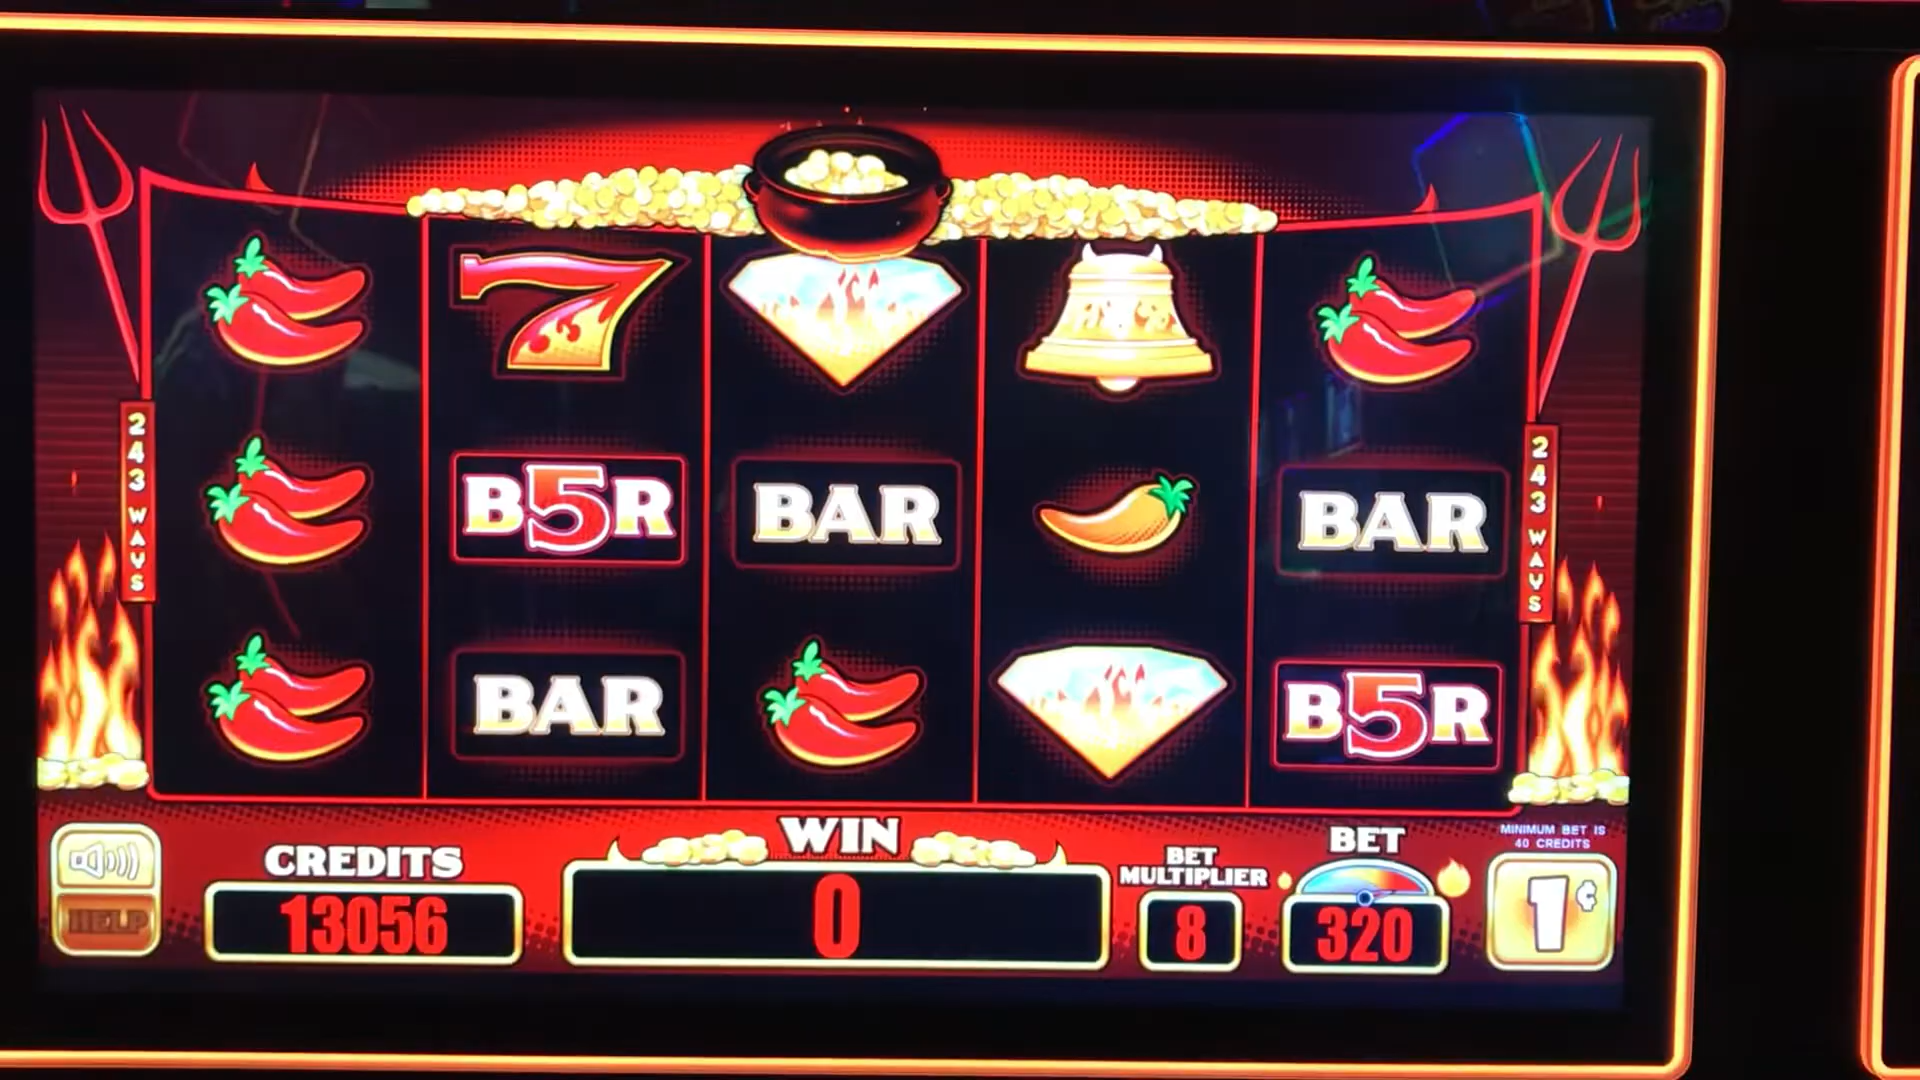 7
243 WAYS
B5R
BAR
BAR
243 WAYS
BAR
B5R
WIN
MINIMUM BET IS
40 CREDITS
CREDITS
BET
MULTIPLIER
BET
HELP
13056
0
8
320
1¢